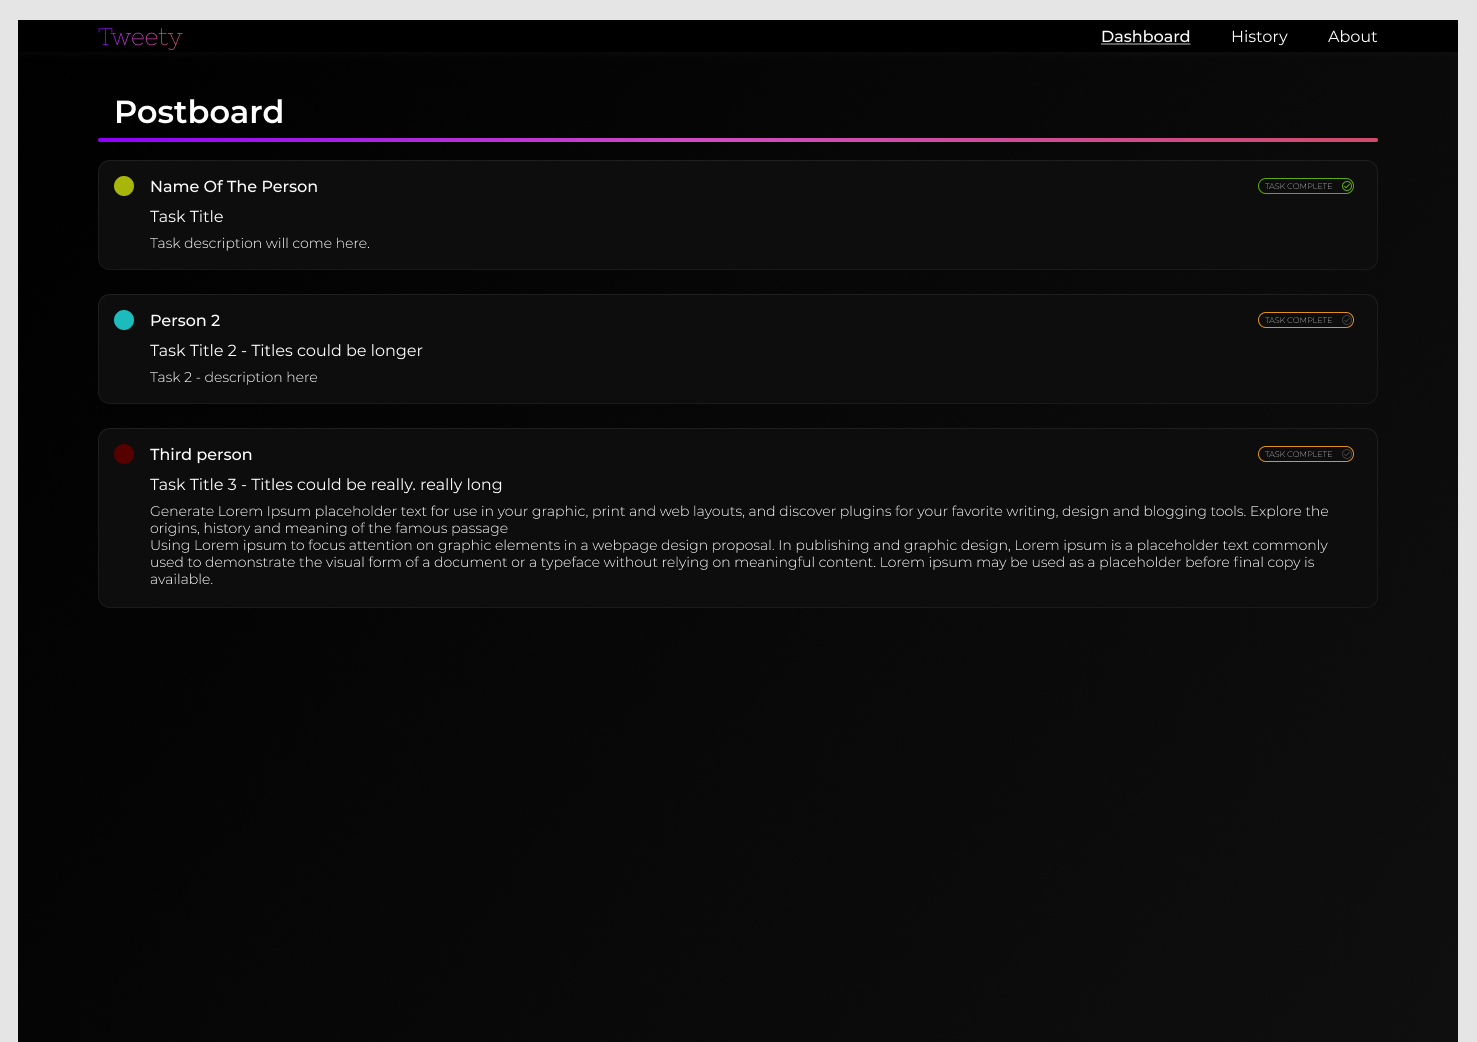 Tweety
Dashboard
History
About
Postboard
Name Of The Person
TASK COMPLETE
Task Title
Task description will come here.
Person 2
TASK COMPLETE
Task Title 2 - Titles could be longer
Task 2 - description here
Third person
TASK COMPLETE
Task Title 3 - Titles could be really. really long
Generate Lorem Ipsum placeholder text for use in your graphic, print and web layouts, and discover plugins for your favorite writing, design and blogging tools. Explore the
origins, history and meaning of the famous passage
Using Lorem ipsum to focus attention on graphic elements in a webpage design proposal. In publishing and graphic design, Lorem ipsum is a placeholder text commonly
used to demonstrate the visual form of a document or a typeface without relying on meaningful content. Lorem ipsum may be used as a placeholder before final copy is
available.